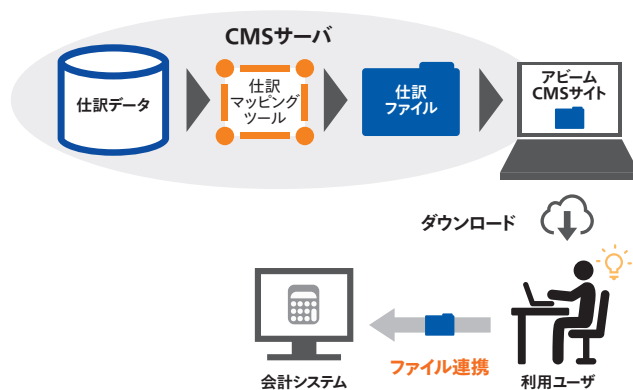 CMSサーバ
仕訳データ
仕訳
マッピング
ツール
仕訳
ファイル
アビーム
CMSサイト
ダウンロード
ファイル連携
会計システム
利用ユーザ